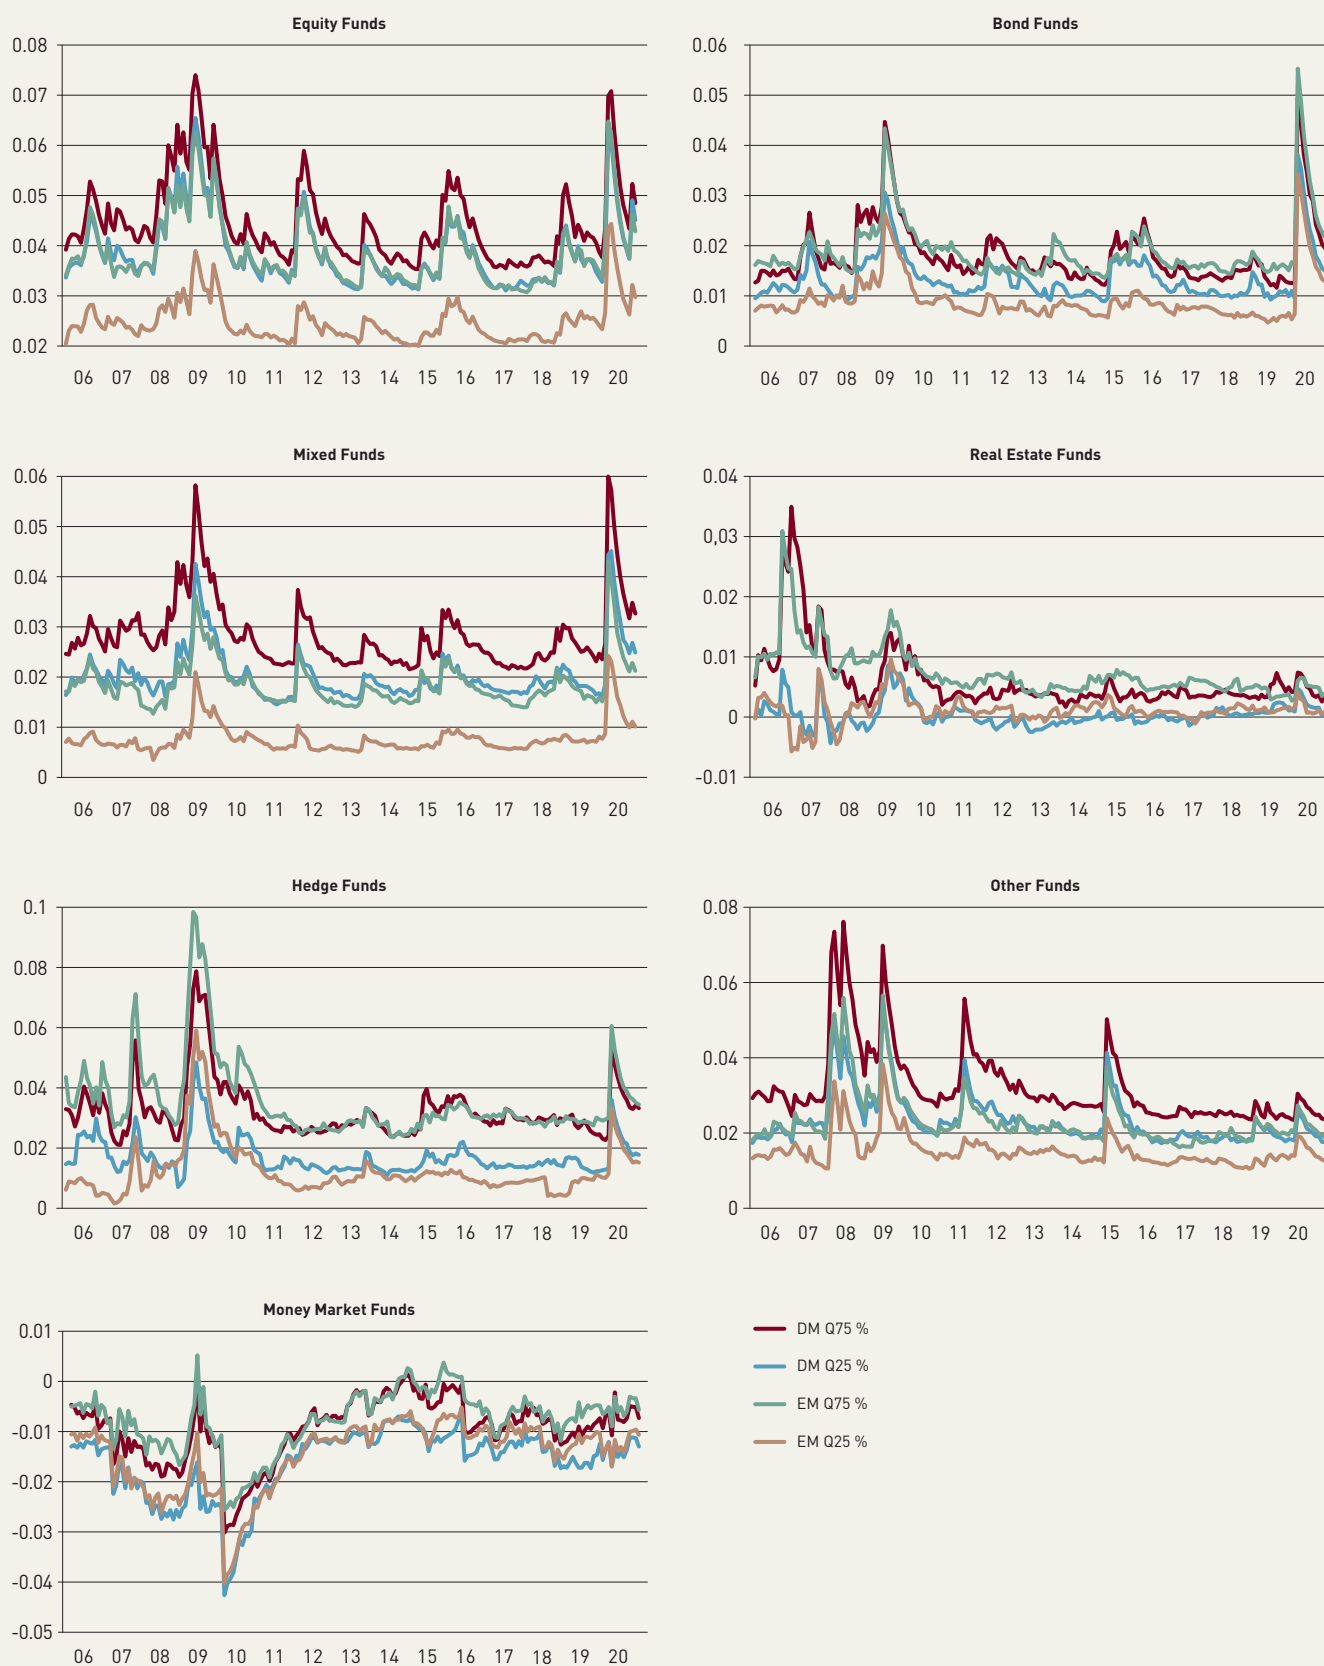 Equity Funds
0.08
0.07
0.06
0.05
0.04
0.03
0.02
06 07 08 09 10 11 12 13 14 15 16 17 18 19 20
Bond Funds
0.06
0.05
0.04
0.03
0.02
0.01
0
06 07 08 09 10 11 12 13 14 15 16 17 18 19 20
Mixed Funds
0.06
0.05
0.04
0.03
0.02
0.01
0
06 07 08 09 10 11 12 13 14 15 16 17 18 19 20
Real Estate Funds
0.04
0,03
0.02
0.01
0
-0.01
06 07 08 09 10 11 12 13 14 15 16 17 18 19 20
Hedge Funds
0.1
0.08
0.06
0.04
0.02
0
06 07 08 09 10 11 12 13 14 15 16 17 18 19 20
Other Funds
0.08
0.06
0.04
0.02
0
06 07 08 09 10 11 12 13 14 15 16 17 18 19 20
Money Market Funds
0.01
0
-0.01
-0.02
-0.03
-0.04
-0.05
06 07 08 09 10 11 12 13 14 15 16 17 18 19 20
DM Q75 %
DM Q25 %
EM Q75 %
EM Q25 %